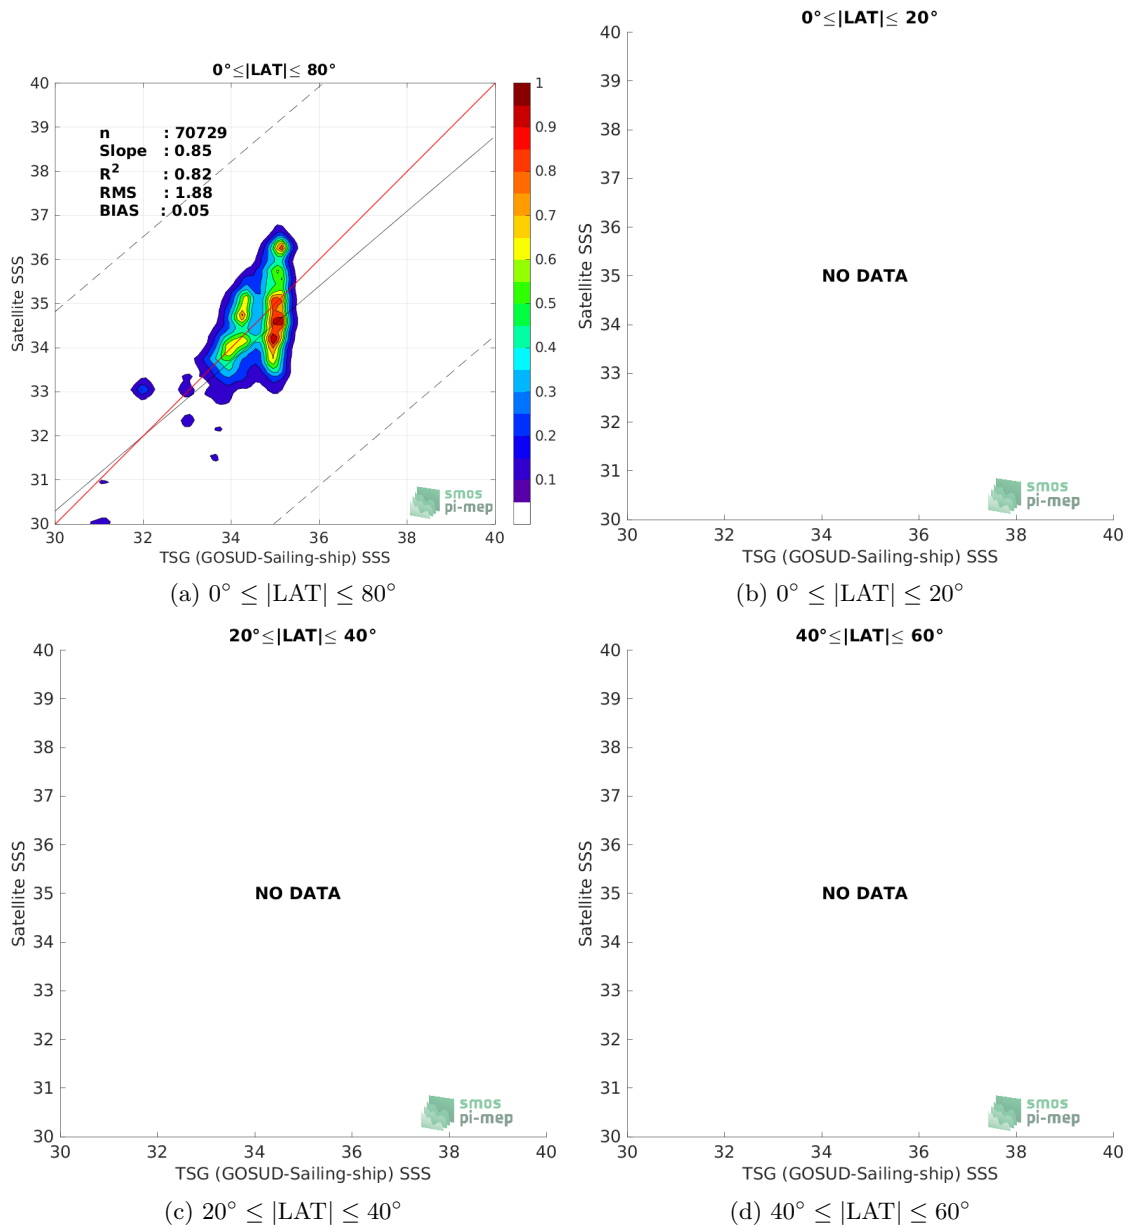 0°≤|LAT|≤ 80°
40
39
38
37
36
35
34
33
32
31
30
Satellite SSS
n : 70729
Slope : 0.85
R² : 0.82
RMS : 1.88
BIAS : 0.05
1
0.9
0.8
0.7
0.6
0.5
0.4
0.3
0.2
0.1
smos
pi-mep
30 32 34 36 38 40
TSG (GOSUD-Sailing-ship) SSS
(a) 0° ≤ |LAT| ≤ 80°
0°≤|LAT|≤ 20°
40
39
38
37
36
35
34
33
32
31
30
Satellite SSS
NO DATA
smos
pi-mep
30 32 34 36 38 40
TSG (GOSUD-Sailing-ship) SSS
(b) 0° ≤ |LAT| ≤ 20°
20°≤|LAT|≤ 40°
40
39
38
37
36
35
34
33
32
31
30
Satellite SSS
NO DATA
smos
pi-mep
30 32 34 36 38 40
TSG (GOSUD-Sailing-ship) SSS
(c) 20° ≤ |LAT| ≤ 40°
40°≤|LAT|≤ 60°
40
39
38
37
36
35
34
33
32
31
30
Satellite SSS
NO DATA
smos
pi-mep
30 32 34 36 38 40
TSG (GOSUD-Sailing-ship) SSS
(d) 40° ≤ |LAT| ≤ 60°